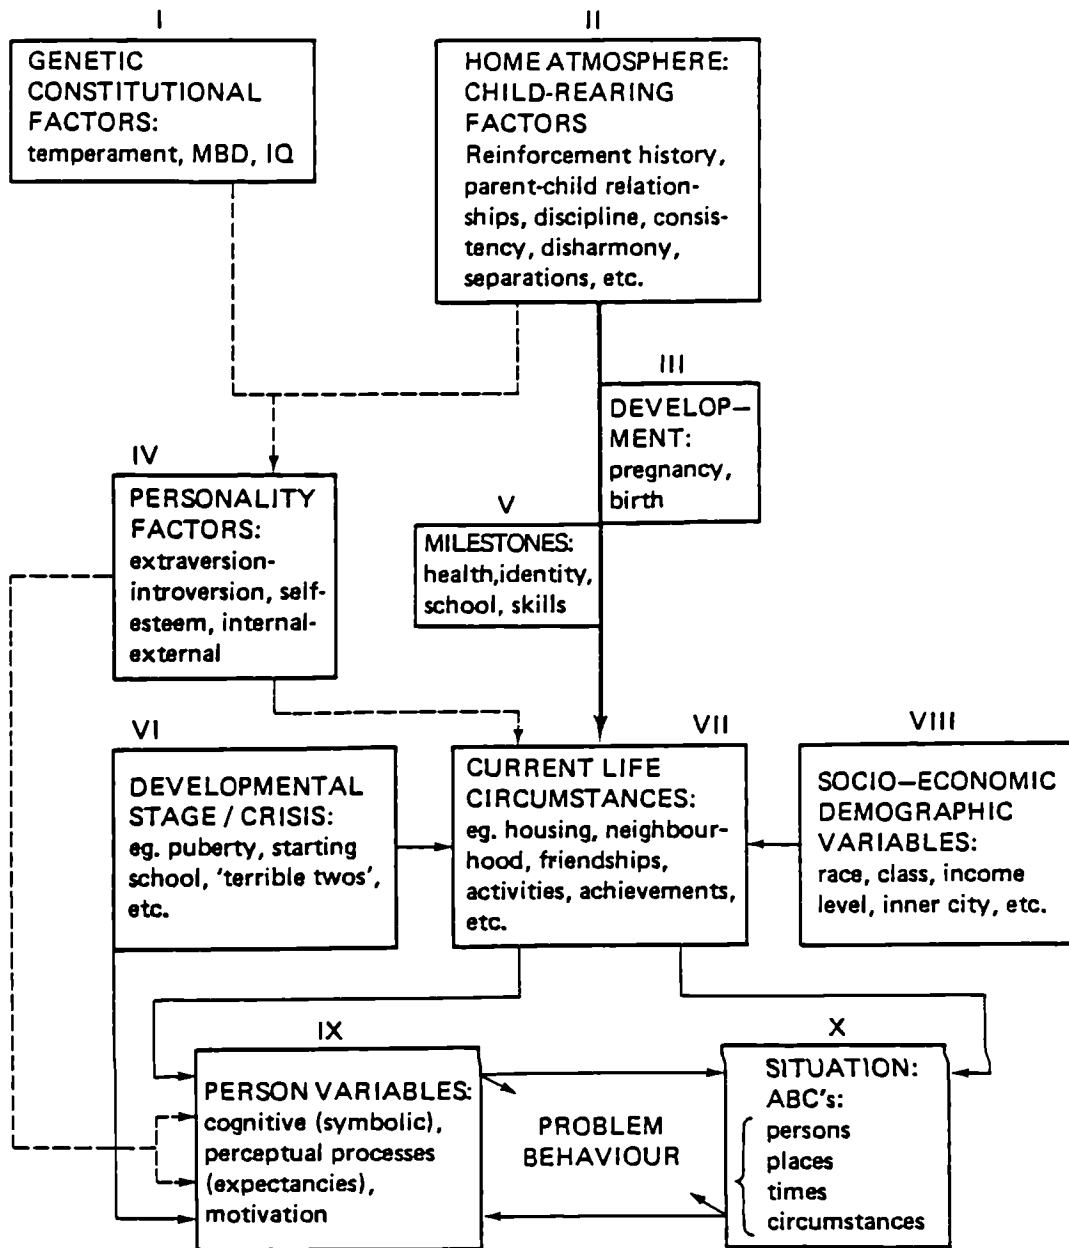 I
GENETIC
CONSTITUTIONAL
FACTORS:
temperament, MBD, IQ
II
HOME ATMOSPHERE:
CHILD-REARING
FACTORS
Reinforcement history,
parent-child relation-
ships, discipline, consis-
tency, disharmony,
separations, etc.
III
DEVELOP-
MENT:
pregnancy,
birth
IV
PERSONALITY
FACTORS:
extraversion-
introversion, self-
esteem, internal-
external
V
MILESTONES:
health,identity,
school, skills
VI
DEVELOPMENTAL
STAGE / CRISIS:
eg. puberty, starting
school, 'terrible twos',
etc.
VII
CURRENT LIFE
CIRCUMSTANCES:
eg. housing, neighbour-
hood, friendships,
activities, achievements,
etc.
VIII
SOCIO-ECONOMIC
DEMOGRAPHIC
VARIABLES:
race, class, income
level, inner city, etc.
IX
PERSON VARIABLES:
cognitive (symbolic),
perceptual processes
(expectancies),
motivation
PROBLEM
BEHAVIOUR
X
SITUATION:
ABC's:
persons
places
times
circumstances